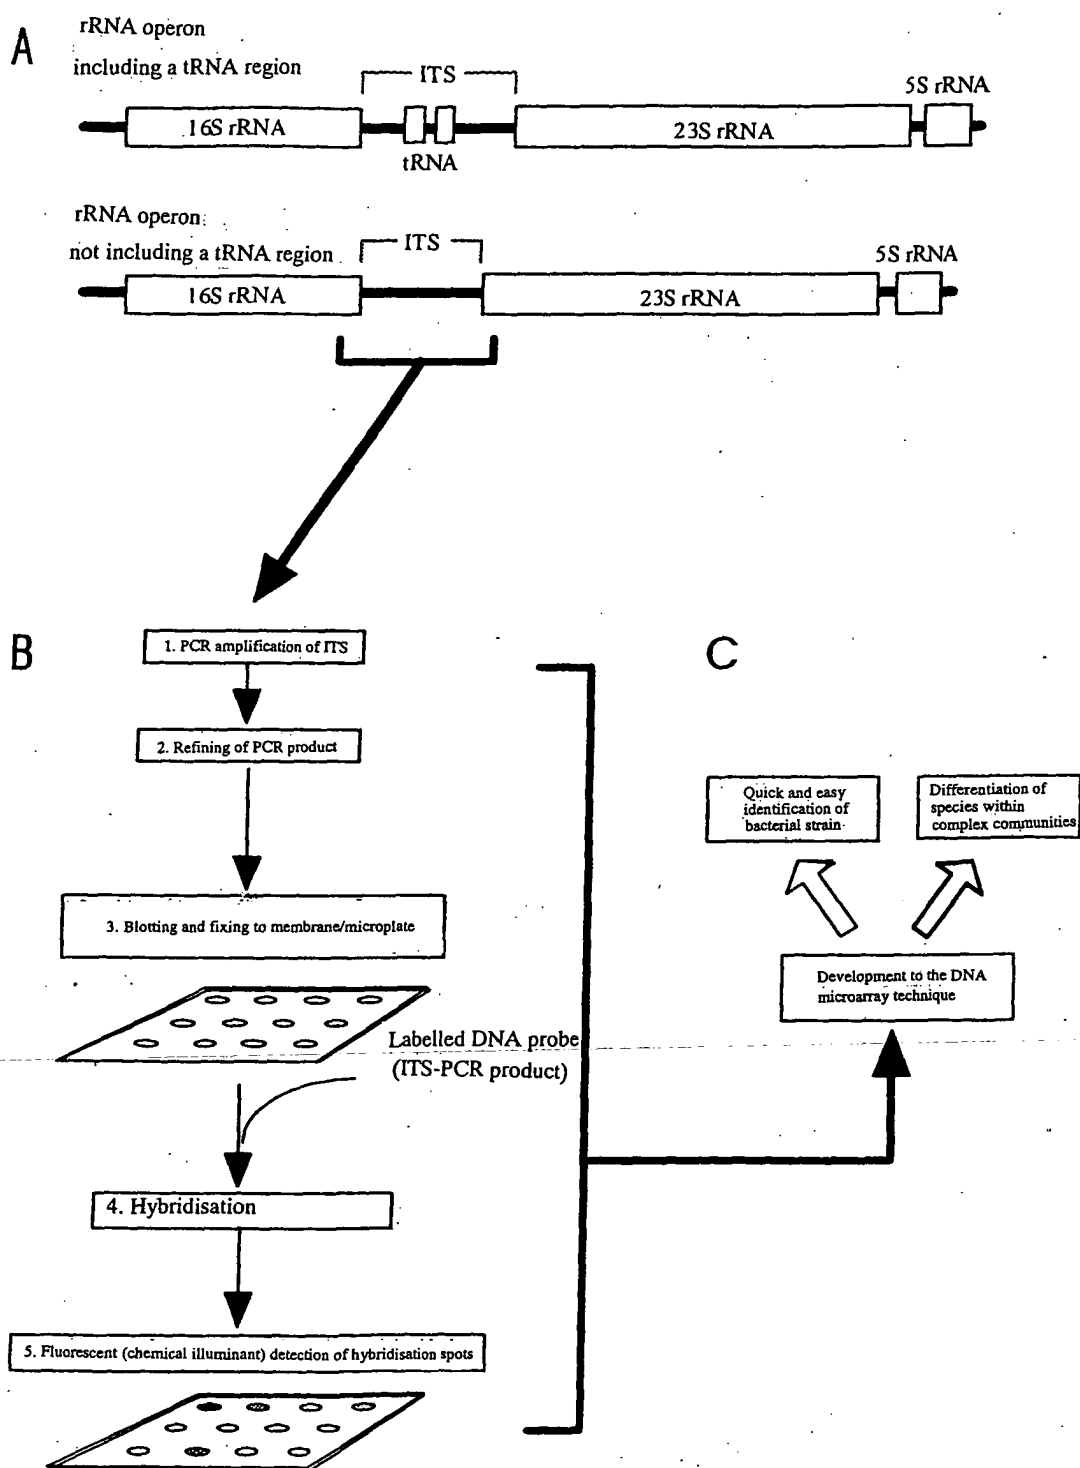 A
rRNA operon
including a tRNA region
ITS
5S rRNA
16S rRNA
23S rRNA
tRNA
rRNA operon
not including a tRNA region
ITS
5S rRNA
16S rRNA
23S rRNA
B
1. PCR amplification of ITS
2. Refining of PCR product
3. Blotting and fixing to membrane/microplate
Labelled DNA probe
(ITS-PCR product)
4. Hybridisation
5. Fluorescent (chemical illuminant) detection of hybridisation spots
C
Quick and easy
identification of
bacterial strain
Differentiation of
species within
complex communities
Development to the DNA
microarray technique